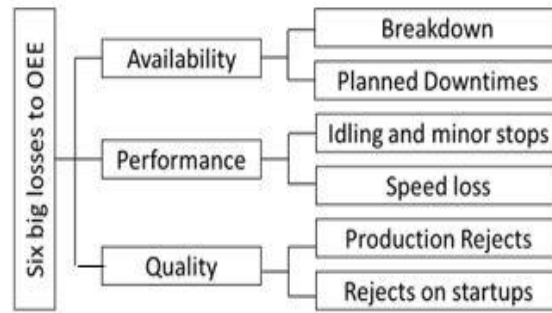 Six big losses to OEE
Availability
Breakdown
Planned Downtimes
Performance
Idling and minor stops
Speed loss
Quality
Production Rejects
Rejects on startups